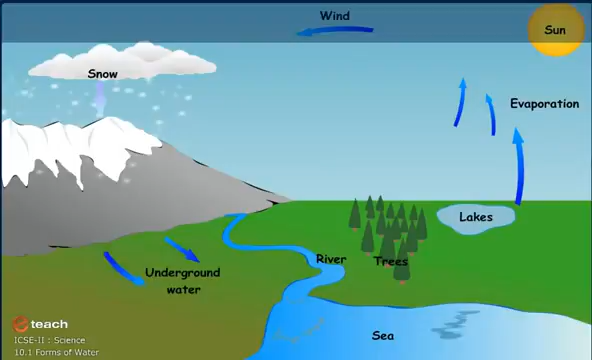 Wind
Sun
Snow
Evaporation
Lakes
River
Trees
Underground
water
Sea
teach
ICSE-II : Science
10.1 Forms of Water